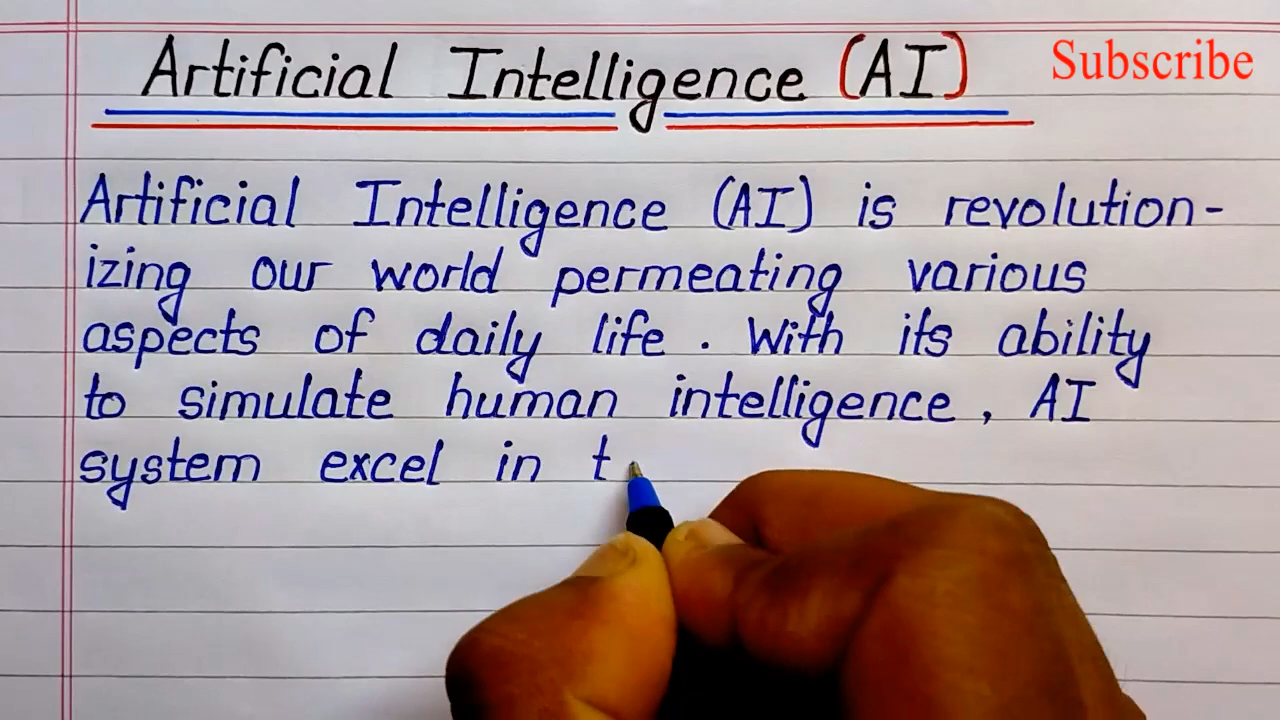 Artificial Intelligence (AI)
Subscribe
Artificial Intelligence (AI) is revolution-
izing our world permeating various
aspects of daily life. With its ability
to simulate human intelligence, AI
system excel in t